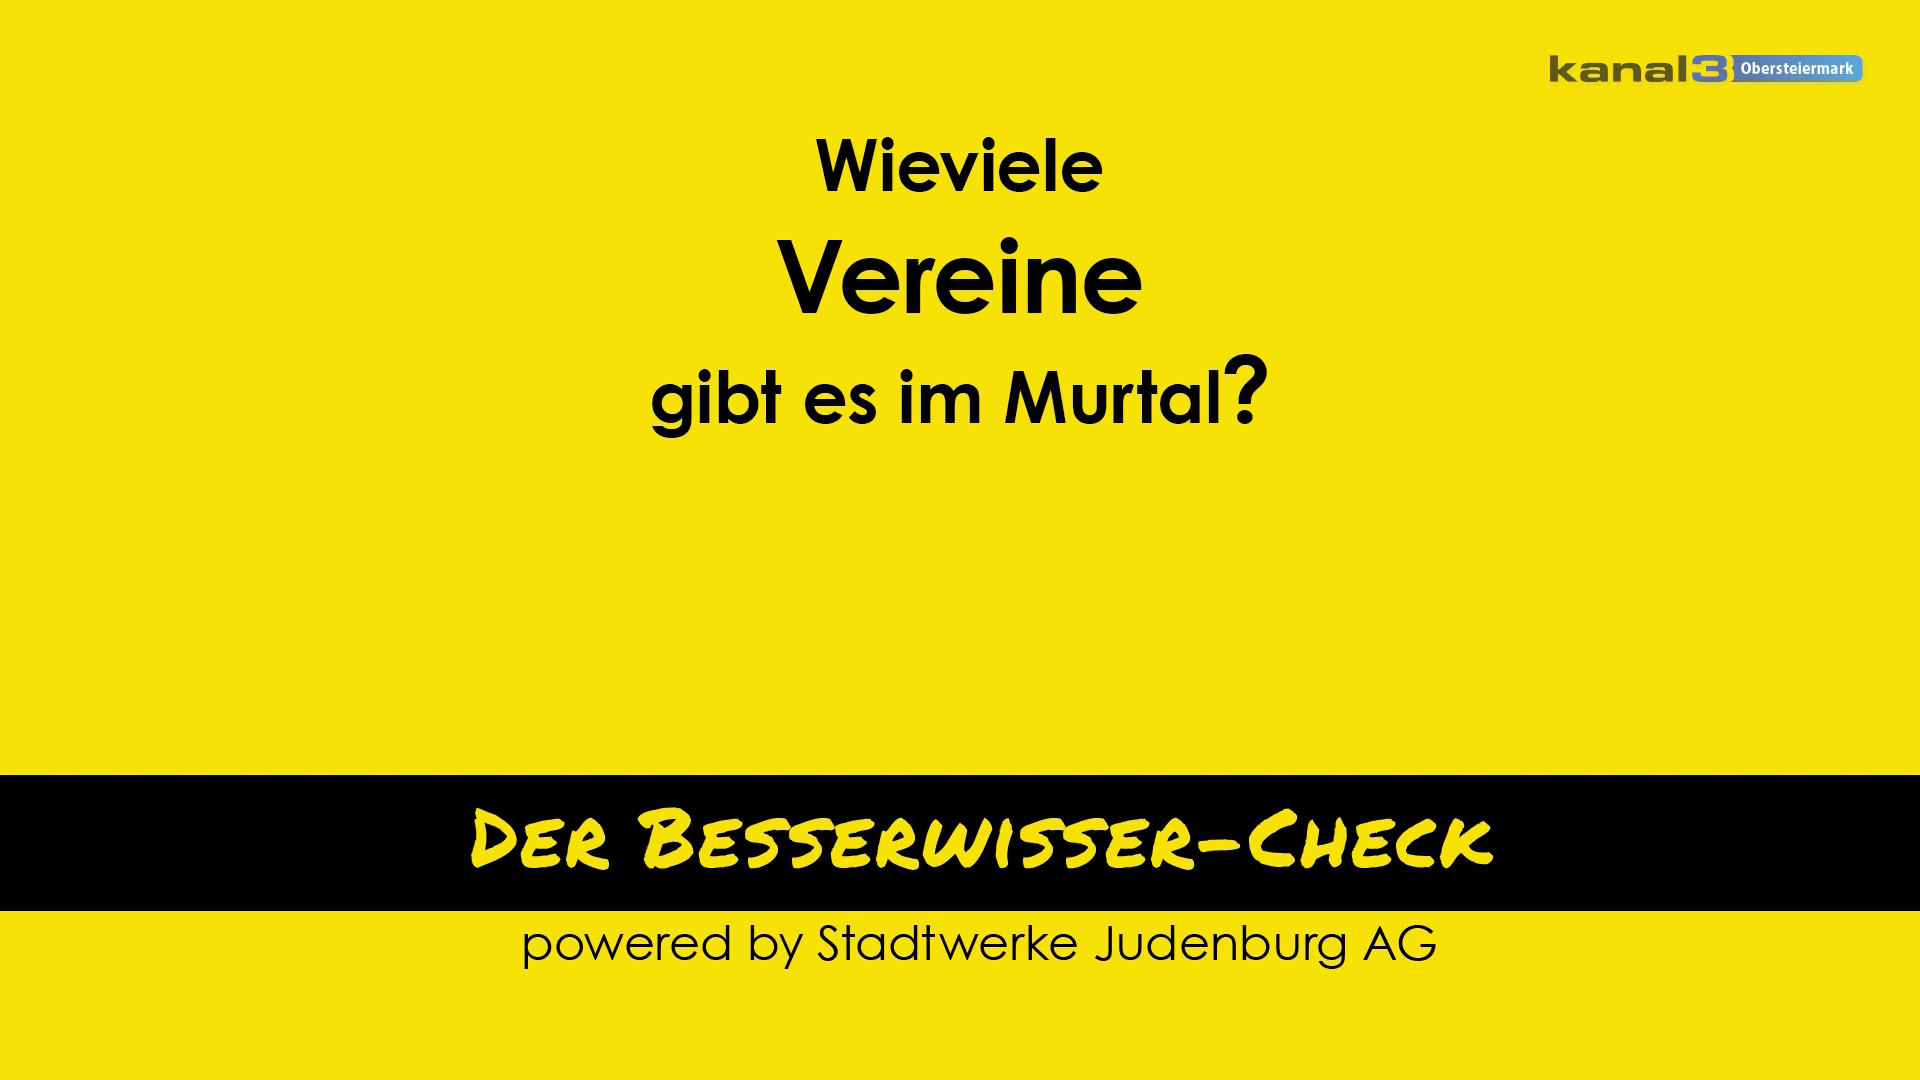 kanal3 Obersteiermark
Wieviele
Vereine
gibt es im Murtal?
Der Besserwisser-Check
powered by Stadtwerke Judenburg AG